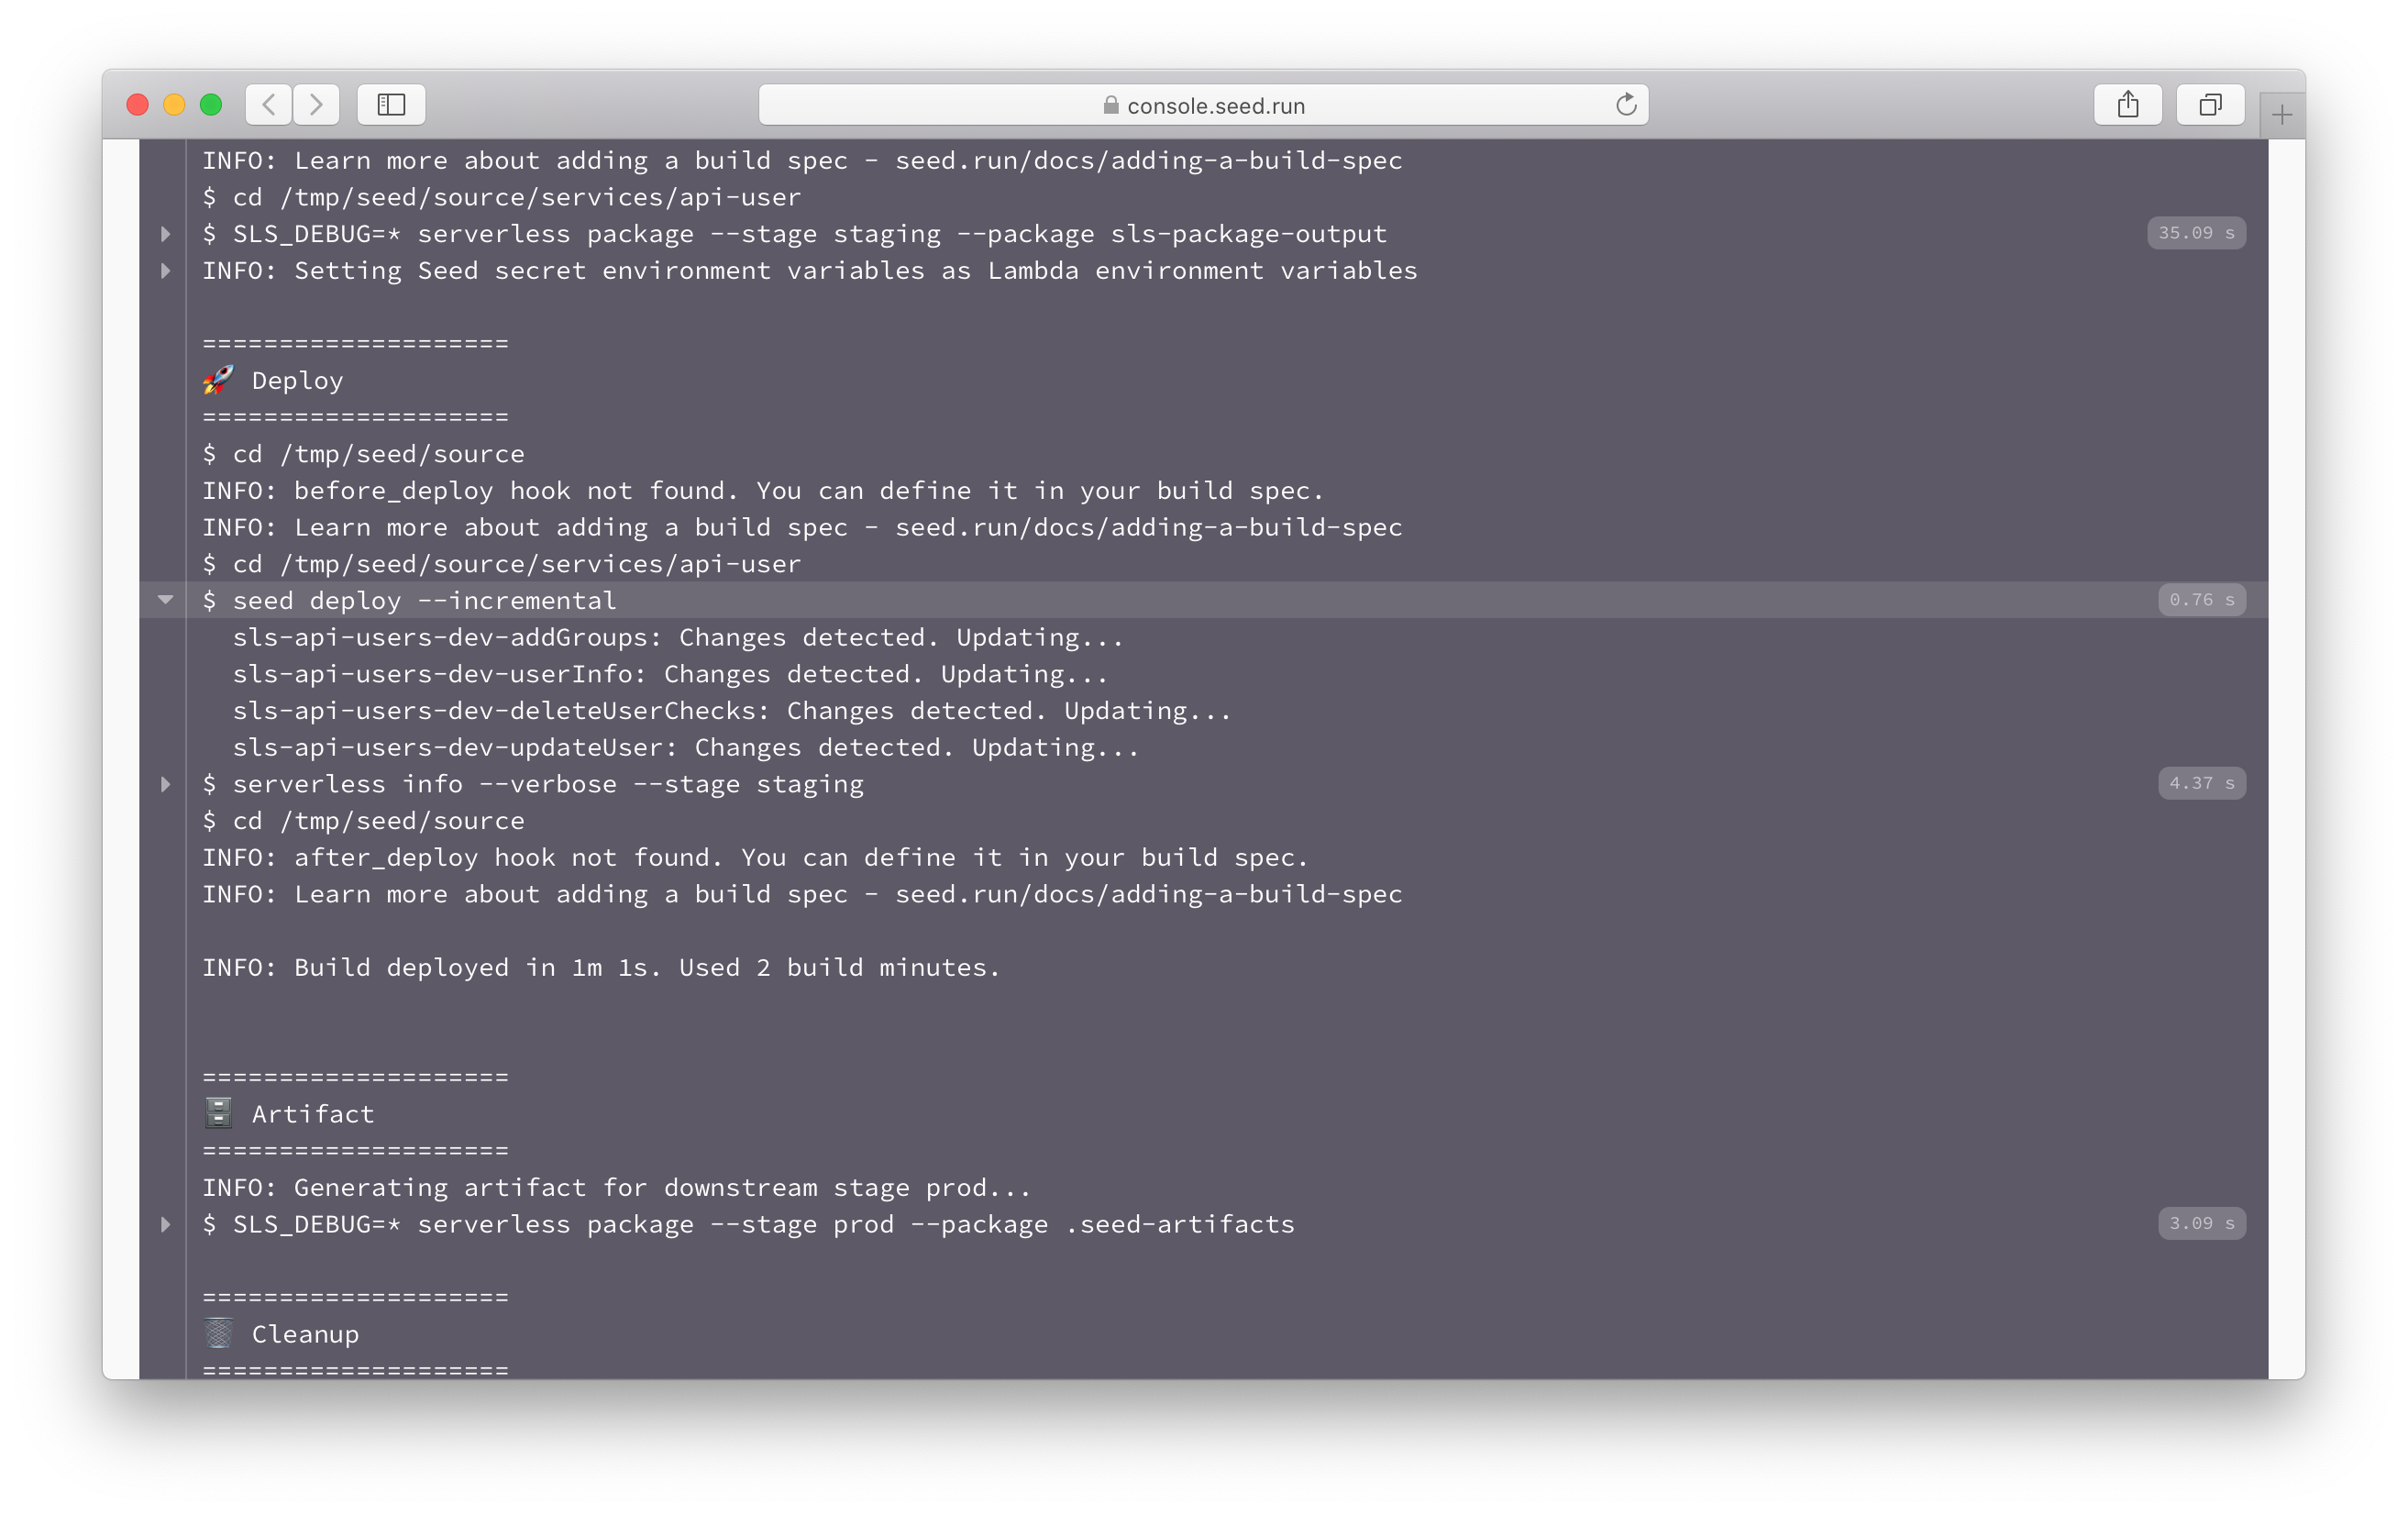 console.seed.run
INFO: Learn more about adding a build spec - seed.run/docs/adding-a-build-spec
$ cd /tmp/seed/source/services/api-user
$ SLS_DEBUG=* serverless package --stage staging --package sls-package-output 35.09 s
INFO: Setting Seed secret environment variables as Lambda environment variables
====================
🚀 Deploy
====================
$ cd /tmp/seed/source
INFO: before_deploy hook not found. You can define it in your build spec.
INFO: Learn more about adding a build spec - seed.run/docs/adding-a-build-spec
$ cd /tmp/seed/source/services/api-user
$ seed deploy --incremental 0.76 s
sls-api-users-dev-addGroups: Changes detected. Updating...
sls-api-users-dev-userInfo: Changes detected. Updating...
sls-api-users-dev-deleteUserChecks: Changes detected. Updating...
sls-api-users-dev-updateUser: Changes detected. Updating...
$ serverless info --verbose --stage staging 4.37 s
$ cd /tmp/seed/source
INFO: after_deploy hook not found. You can define it in your build spec.
INFO: Learn more about adding a build spec - seed.run/docs/adding-a-build-spec
INFO: Build deployed in 1m 1s. Used 2 build minutes.
====================
🗄️ Artifact
====================
INFO: Generating artifact for downstream stage prod...
$ SLS_DEBUG=* serverless package --stage prod --package .seed-artifacts 3.09 s
====================
🗑️ Cleanup
====================